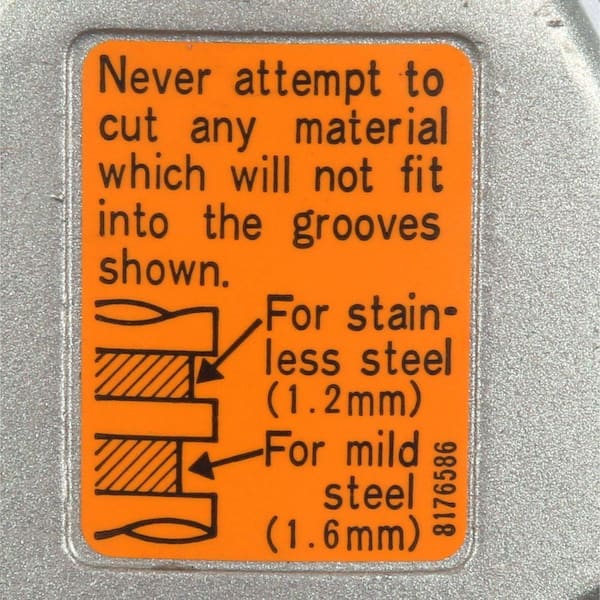 Never attempt to
cut any material
which will not fit
into the grooves
shown.
For stain-
less steel
(1.2mm)
For mild
steel
(1.6mm)
8176586